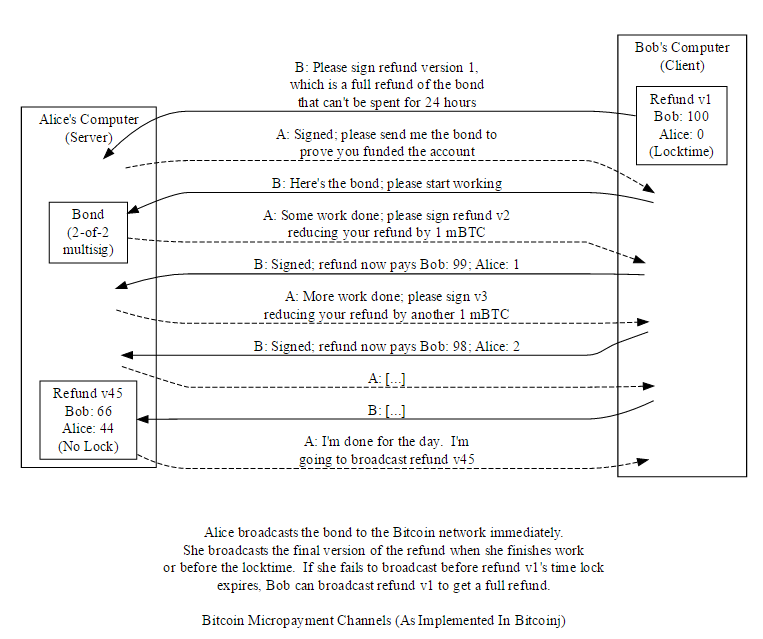 Bob's Computer
(Client)
B: Please sign refund version 1,
which is a full refund of the bond
that can't be spent for 24 hours
Refund v1
Bob: 100
Alice: 0
(Locktime)
Alice's Computer
(Server)
A: Signed; please send me the bond to
prove you funded the account
B: Here's the bond; please start working
Bond
(2-of-2
multisig)
A: Some work done; please sign refund v2
reducing your refund by 1 mBTC
B: Signed; refund now pays Bob: 99; Alice: 1
A: More work done; please sign v3
reducing your refund by another 1 mBTC
B: Signed; refund now pays Bob: 98; Alice: 2
A: [...]
Refund v45
Bob: 66
Alice: 44
(No Lock)
B: [...]
A: I'm done for the day.  I'm
going to broadcast refund v45
Alice broadcasts the bond to the Bitcoin network immediately.
She broadcasts the final version of the refund when she finishes work
or before the locktime.  If she fails to broadcast before refund v1's time lock
expires, Bob can broadcast refund v1 to get a full refund.
Bitcoin Micropayment Channels (As Implemented In Bitcoinj)